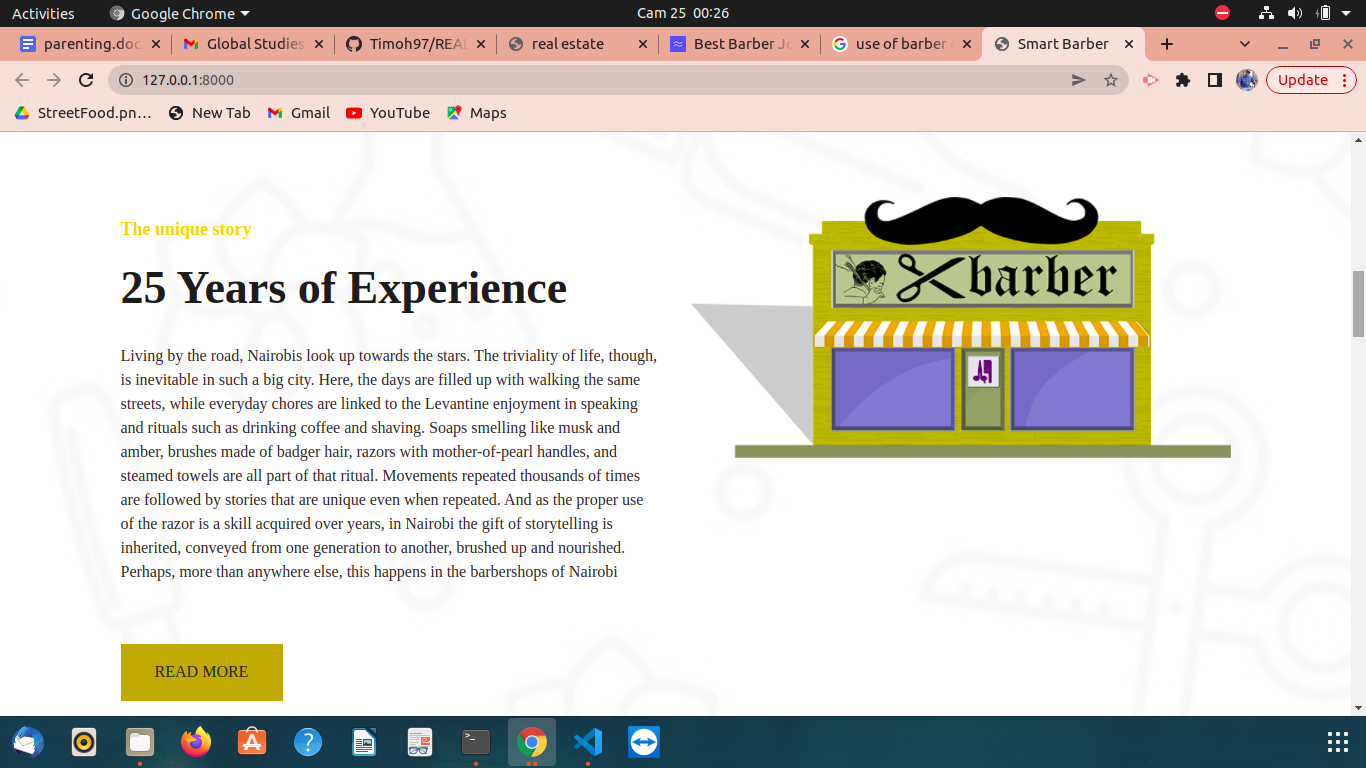 Activities
Google Chrome
Cam 25 00:26
parenting.doc
Global Studies
Timoh97/REAL
real estate
Best Barber Jo
use of barber
Smart Barber
127.0.0.1:8000
Update
StreetFood.pn...
New Tab
Gmail
YouTube
Maps
The unique story
25 Years of Experience
Living by the road, Nairobis look up towards the stars. The triviality of life, though,
is inevitable in such a big city. Here, the days are filled up with walking the same
streets, while everyday chores are linked to the Levantine enjoyment in speaking
and rituals such as drinking coffee and shaving. Soaps smelling like musk and
amber, brushes made of badger hair, razors with mother-of-pearl handles, and
steamed towels are all part of that ritual. Movements repeated thousands of times
are followed by stories that are unique even when repeated. And as the proper use
of the razor is a skill acquired over years, in Nairobi the gift of storytelling is
inherited, conveyed from one generation to another, brushed up and nourished.
Perhaps, more than anywhere else, this happens in the barbershops of Nairobi
READ MORE
barber